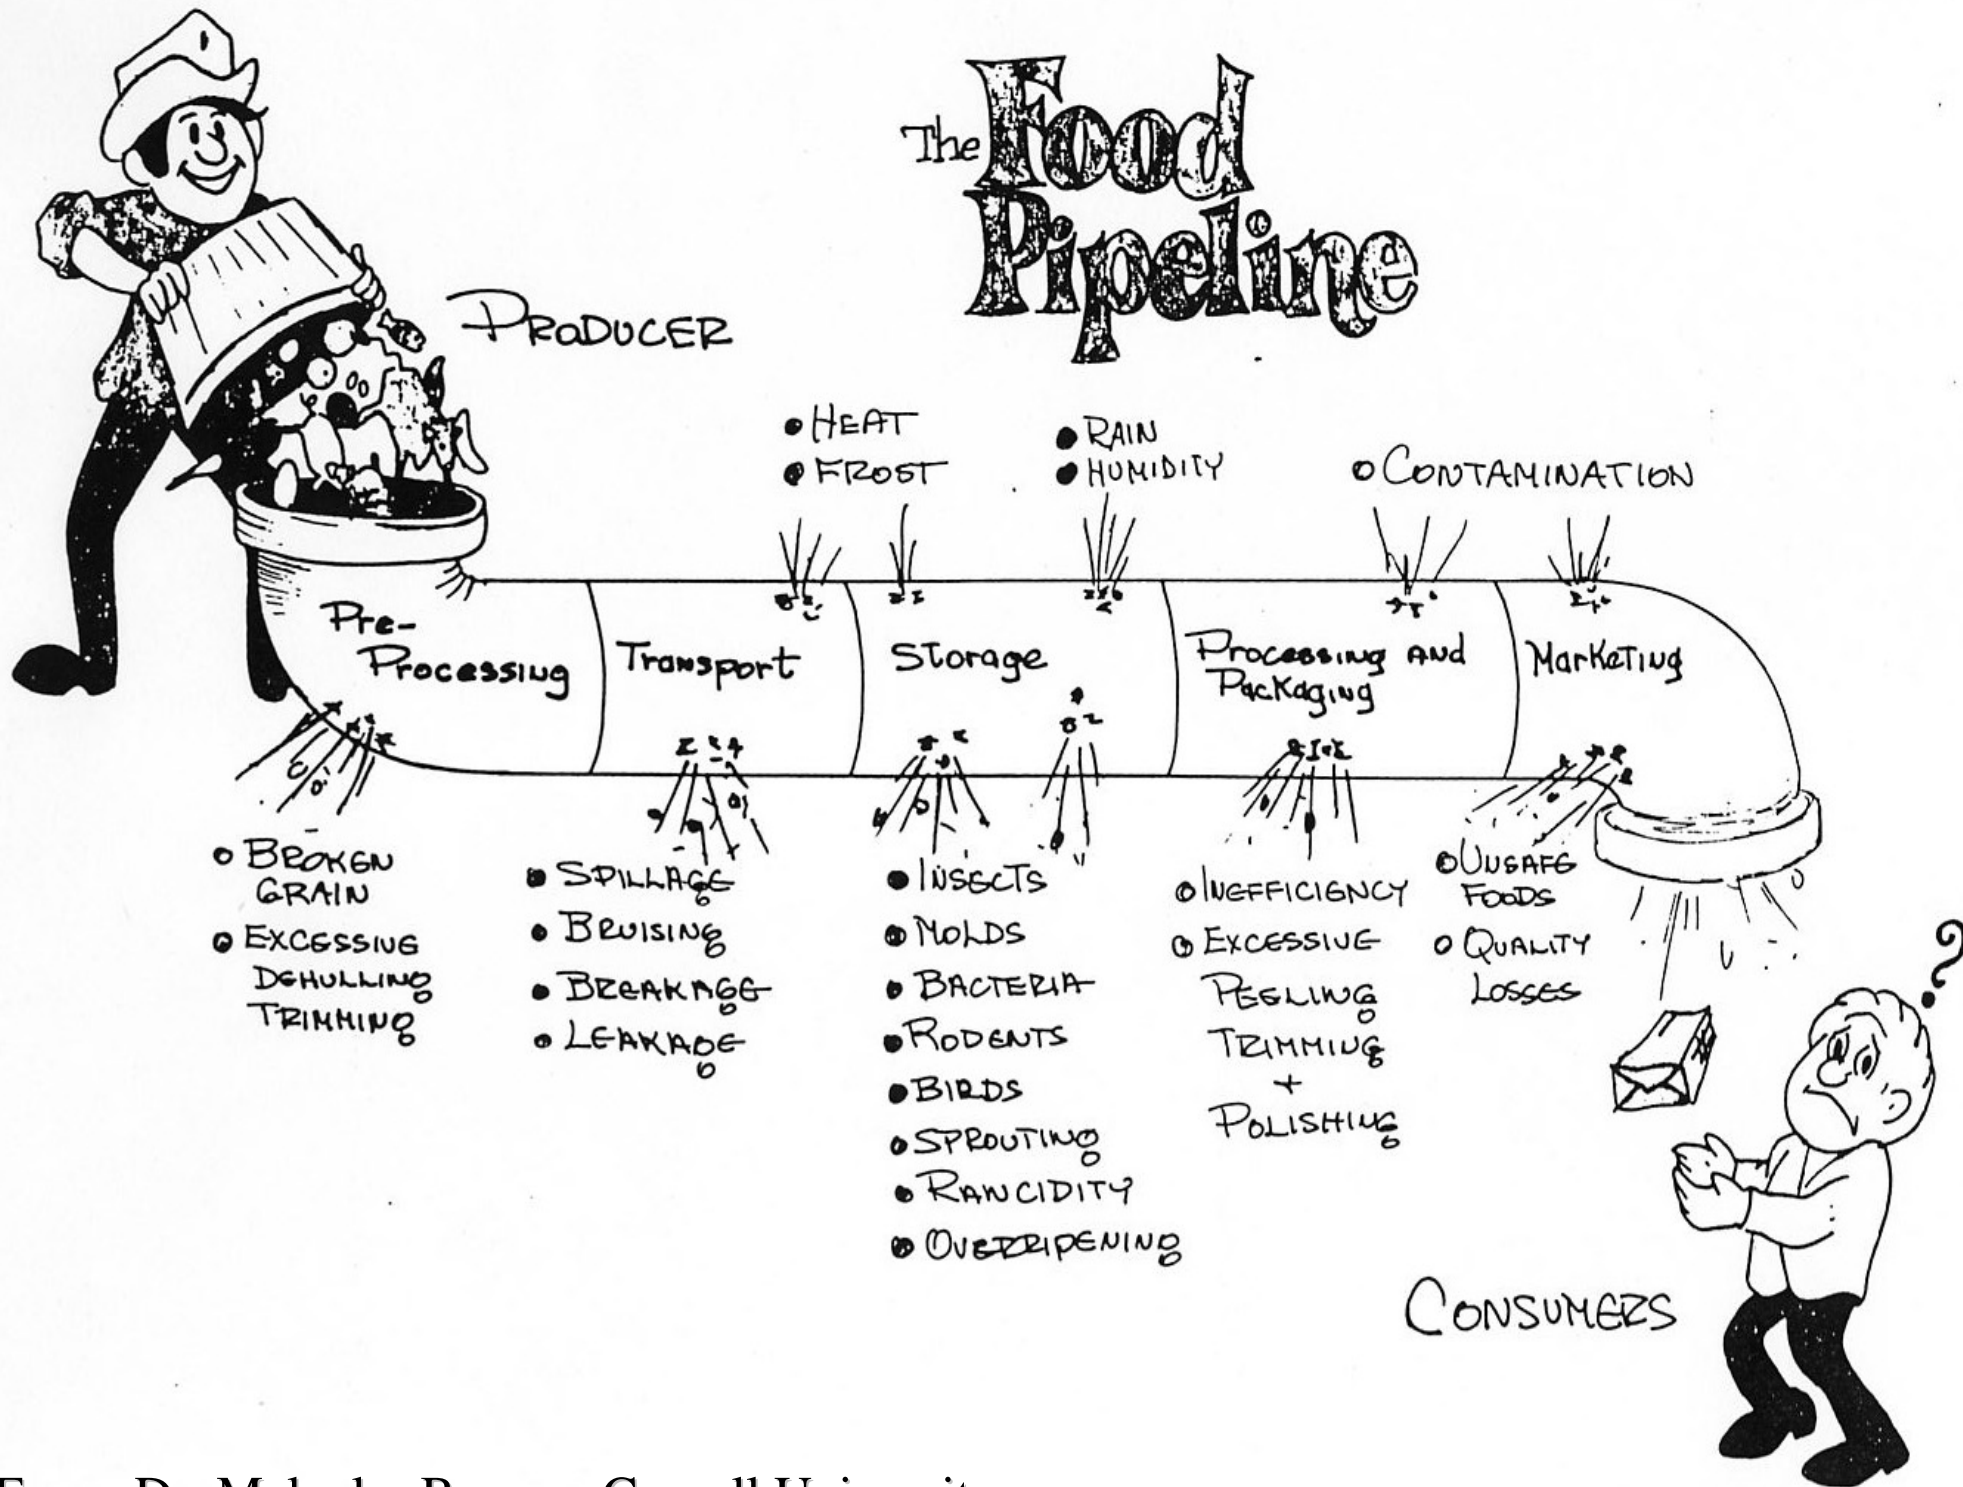 The Food
Pipeline
PRODUCER
• HEAT
• FROST
• RAIN
• HUMIDITY
• CONTAMINATION
Pre-
Processing
Transport
Storage
Processing AND
Packaging
Marketing
• BROKEN
GRAIN
• EXCESSIVE
DEHULLING
TRIMMING
• SPILLAGE
• BRUISING
• BREAKAGE
• LEAKAGE
• INSECTS
• MOLDS
• BACTERIA
• RODENTS
• BIRDS
• SPROUTING
• RANCIDITY
• OVERRIPENING
• INEFFICIENCY
• EXCESSIVE
PEELING
TRIMMING
+
POLISHING
• UNSAFE
FOODS
• QUALITY
LOSSES
?
CONSUMERS